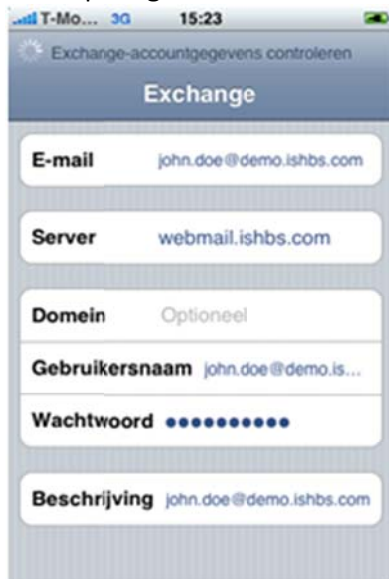 T-Mo... 3G 15:23
Exchange-accountgegevens controleren
Exchange
E-mail john.doe@demo.ishbs.com
Server webmail.ishbs.com
Domein Optioneel
Gebruikersnaam john.doe@demo.is...
Wachtwoord ●●●●●●●●●●
Beschrijving john.doe@demo.ishbs.com